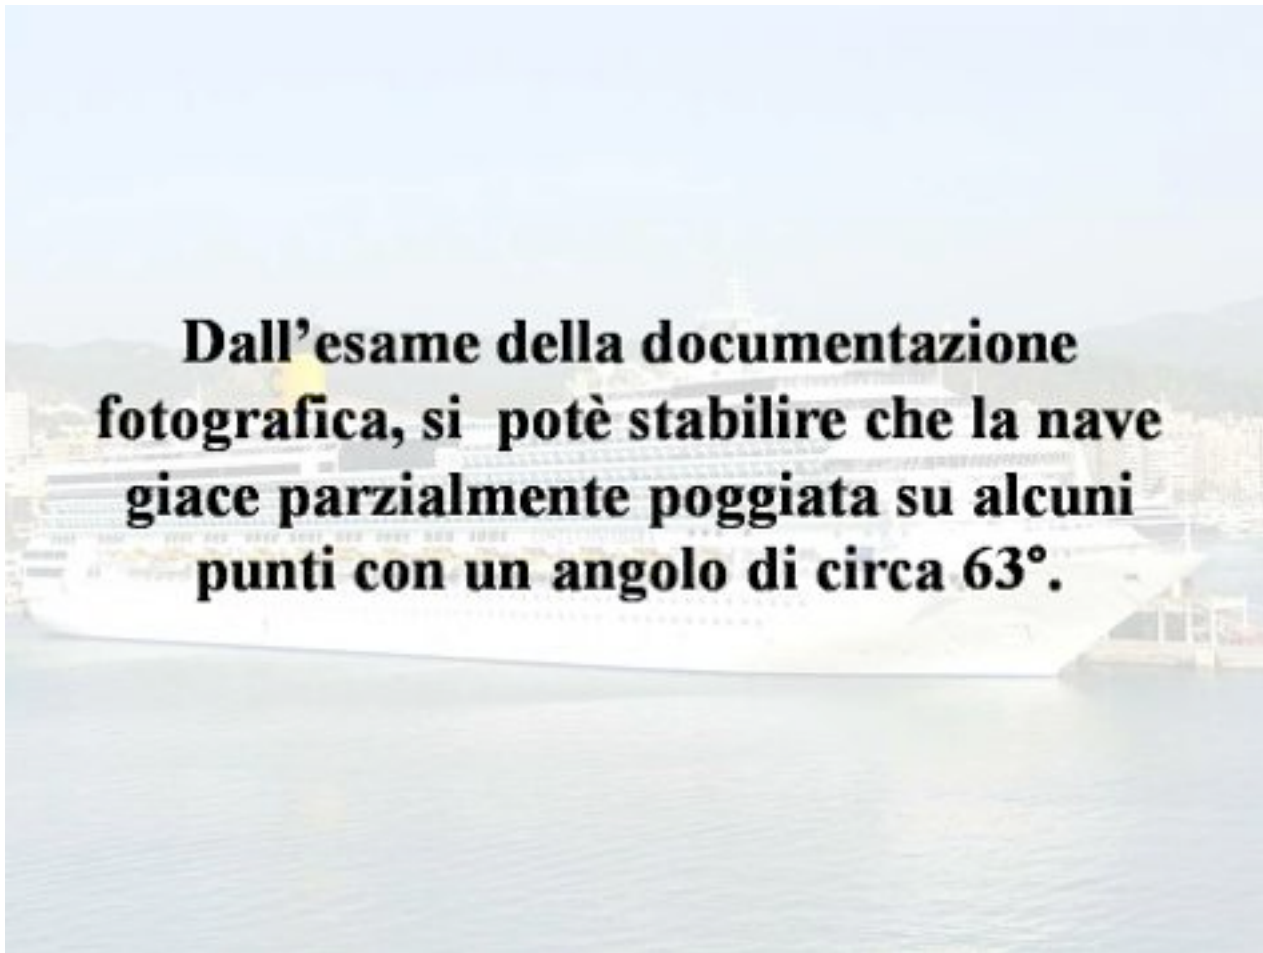 Dall’esame della documentazione
fotografica, si potè stabilire che la nave
giace parzialmente poggiata su alcuni
punti con un angolo di circa 63°.